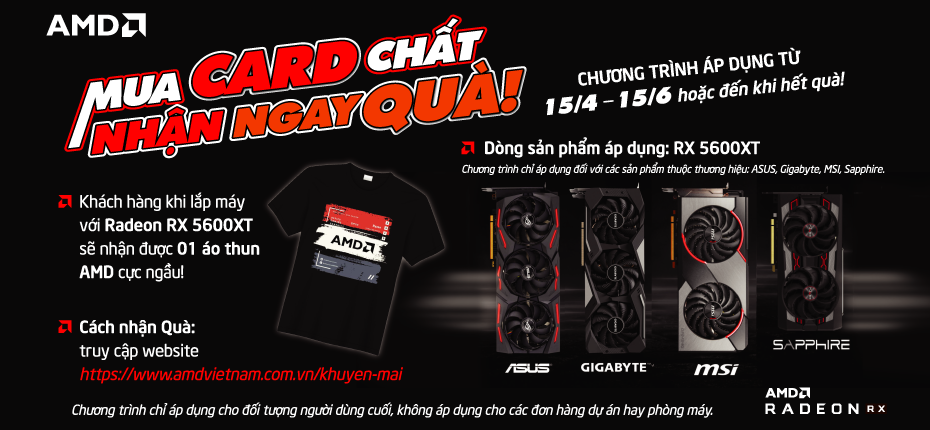 AMD
MUA CARD CHẤT
NHẬN NGAY QUÀ!
CHƯƠNG TRÌNH ÁP DỤNG TỪ
15/4 – 15/6 hoặc đến khi hết quà!
Dòng sản phẩm áp dụng: RX 5600XT
Chương trình chỉ áp dụng đối với các sản phẩm thuộc thương hiệu: ASUS, Gigabyte, MSI, Sapphire.
Khách hàng khi lắp máy
với Radeon RX 5600XT
sẽ nhận được 01 áo thun
AMD cực ngầu!
AMD
Cách nhận Quà:
truy cập website
https://www.amdvietnam.com.vn/khuyen-mai
ASUS
GIGABYTE™
msi
SAPPHIRE
Chương trình chỉ áp dụng cho đối tượng người dùng cuối, không áp dụng cho các đơn hàng dự án hay phòng máy.
AMD
RADEON RX